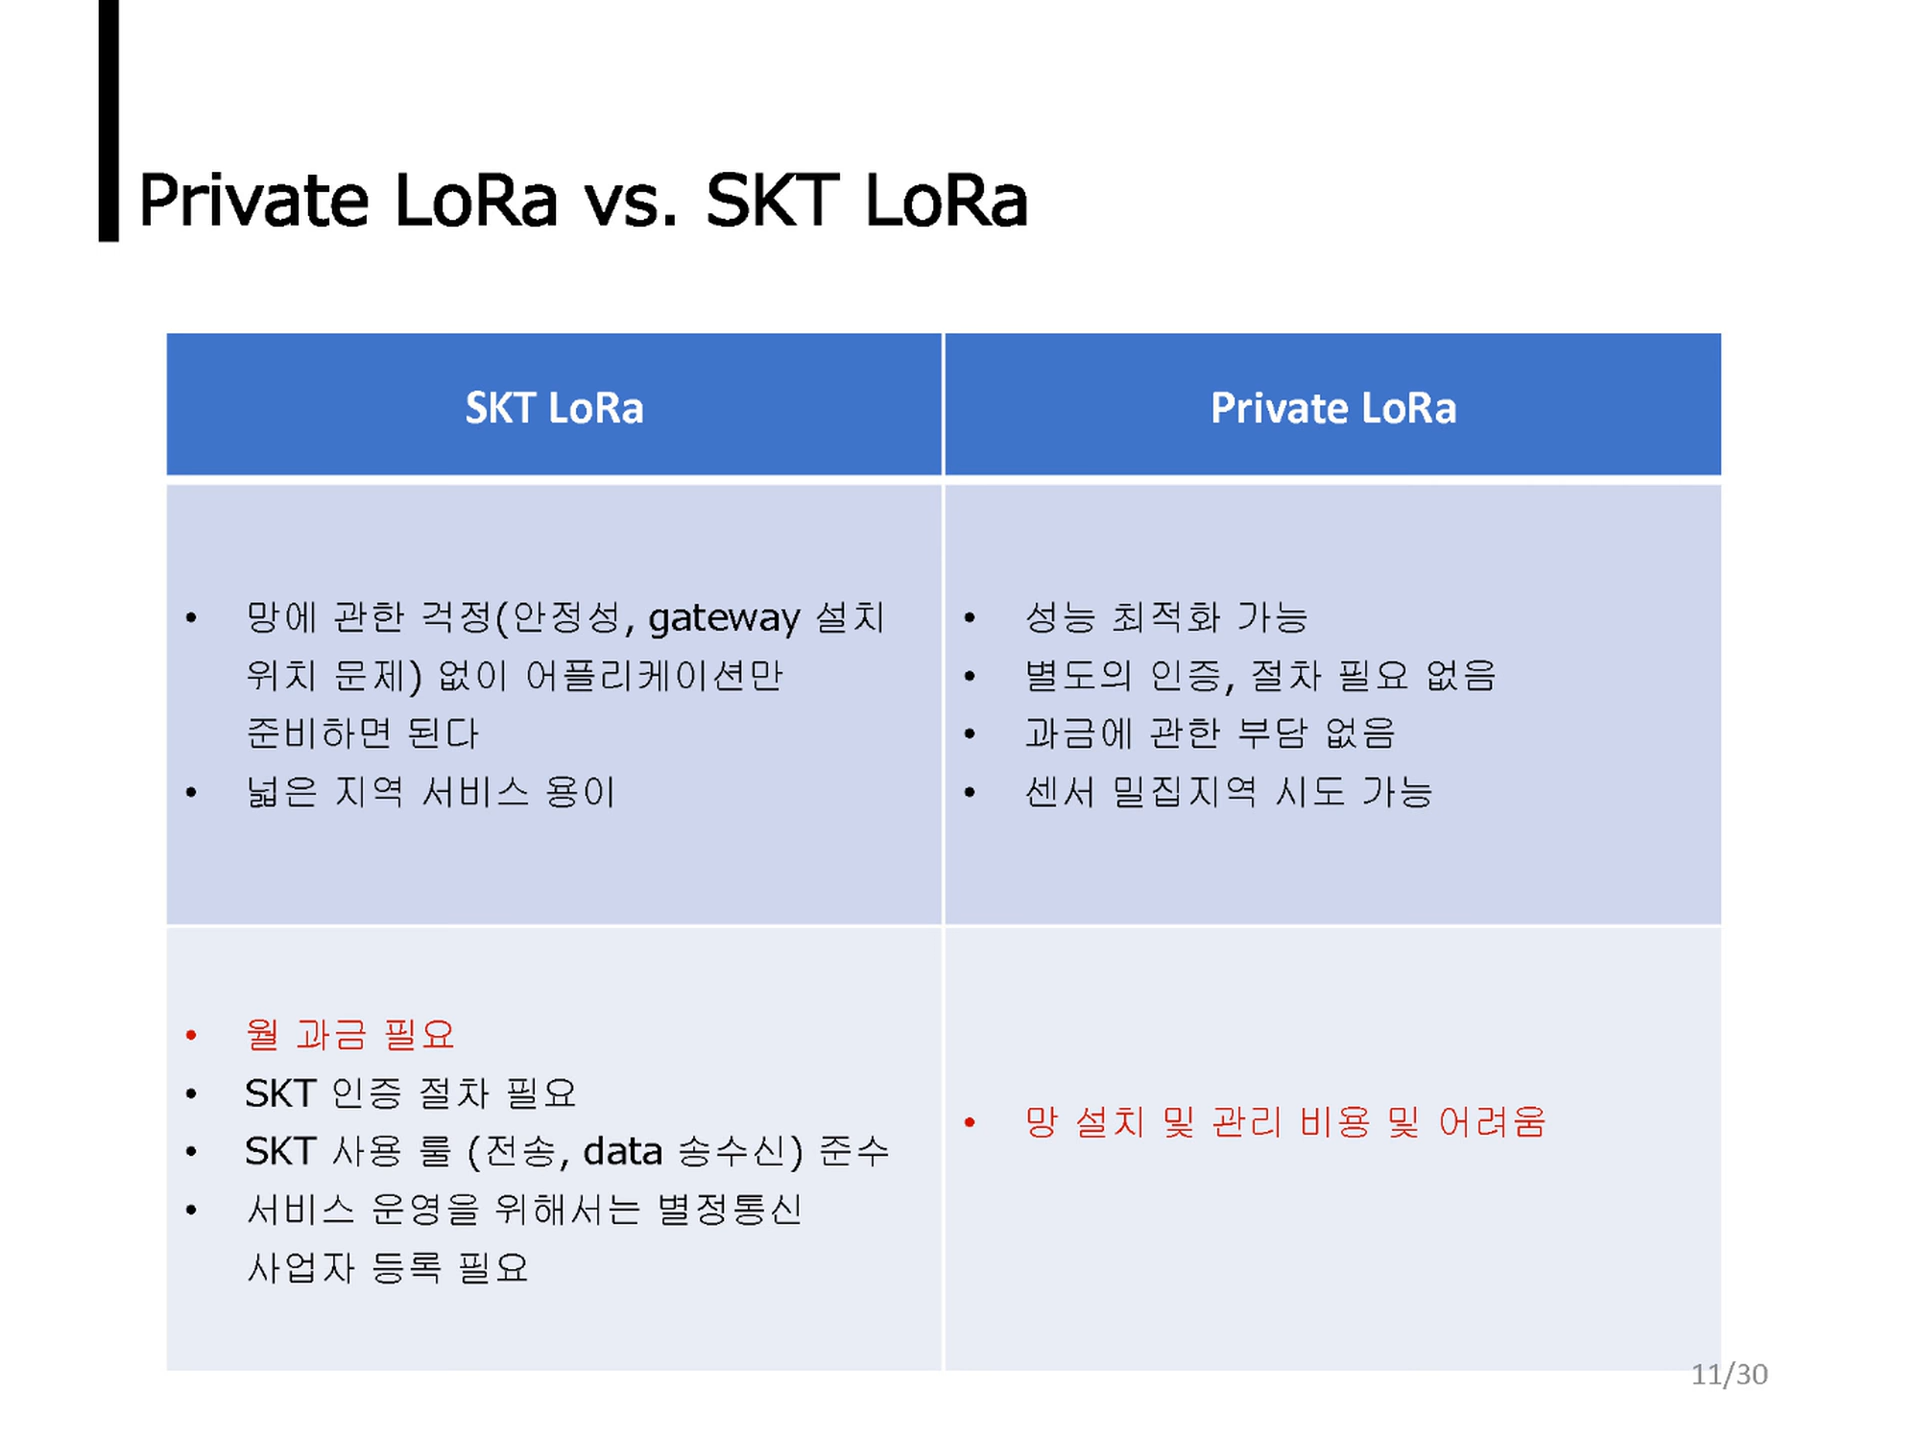 Private LoRa vs. SKT LoRa
SKT LoRa
Private LoRa
• 망에 관한 걱정(안정성, gateway 설치
위치 문제) 없이 어플리케이션만
준비하면 된다
• 넓은 지역 서비스 용이
• 성능 최적화 가능
• 별도의 인증, 절차 필요 없음
• 과금에 관한 부담 없음
• 센서 밀집지역 시도 가능
• 월 과금 필요
• SKT 인증 절차 필요
• SKT 사용 룰 (전송, data 송수신) 준수
• 서비스 운영을 위해서는 별정통신
사업자 등록 필요
• 망 설치 및 관리 비용 및 어려움
11/30